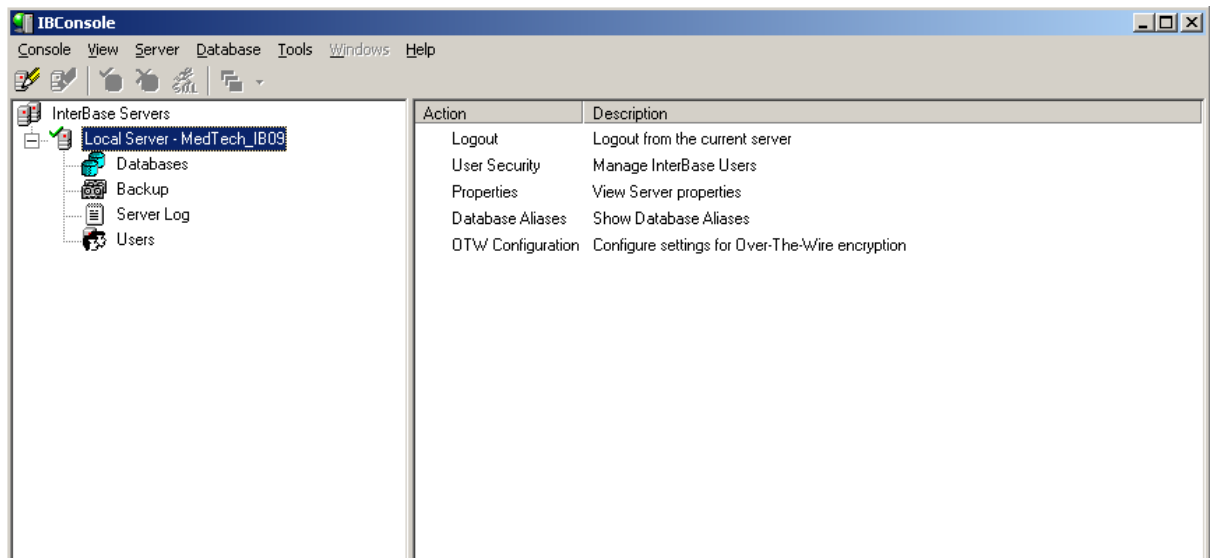 IBConsole
Console View Server Database Tools Windows Help
InterBase Servers
Local Server - MedTech_IB09
Databases
Backup
Server Log
Users
Action Description
Logout Logout from the current server
User Security Manage InterBase Users
Properties View Server properties
Database Aliases Show Database Aliases
OTW Configuration Configure settings for Over-The-Wire encryption